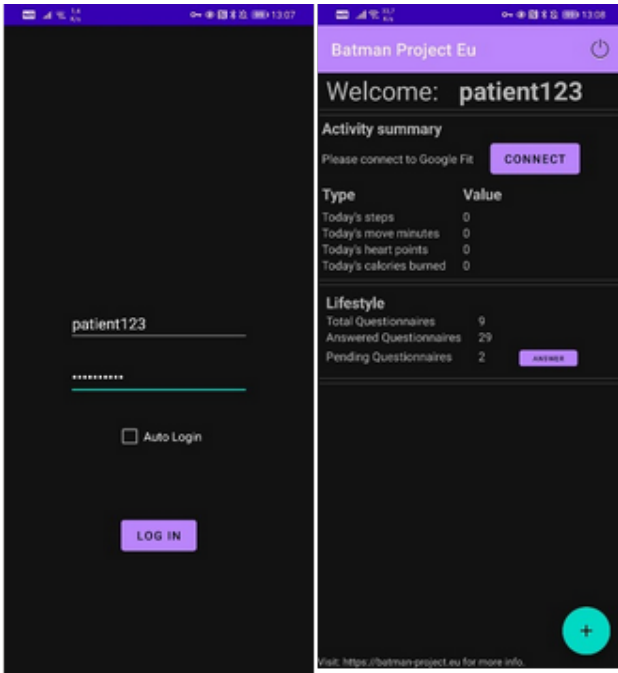 13:07
patient123
••••••••••
Auto Login
LOG IN
13:08
Batman Project Eu
Welcome: patient123
Activity summary
Please connect to Google Fit CONNECT
Type Value
Today's steps 0
Today's move minutes 0
Today's heart points 0
Today's calories burned 0
Lifestyle
Total Questionnaires 9
Answered Questionnaires 29
Pending Questionnaires 2 ANSWER
+
Visit: https://batman-project.eu for more info.